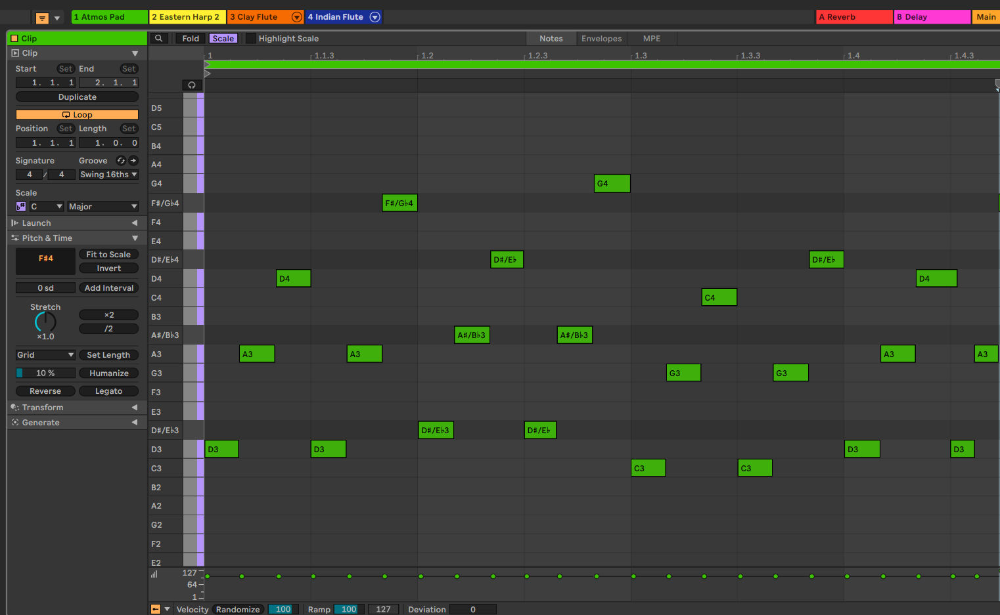 1 Atmos Pad 2 Eastern Harp 2 3 Clay Flute 4 Indian Flute A Reverb B Delay Main
Clip Fold Scale Highlight Scale Notes Envelopes MPE
Clip 1 1.1.3 1.2 1.2.3 1.3 1.3.3 1.4 1.4.3
Start Set End Set
1. 1. 1 2. 1. 1
Duplicate
Loop
Position Set Length Set
1. 1. 1 1. 0. 0
Signature Groove
4 / 4 Swing 16ths
Scale
C Major
Launch
Pitch & Time
F#4 Fit to Scale
Invert
0 sd Add Interval
Stretch
×2
/2
×1.0
Grid Set Length
10 % Humanize
Reverse Legato
Transform
Generate
D5
C5
B4
A4
G4 G4
F#/G♭4 F#/G♭4
F4
E4
D#/E♭4 D#/E♭ D#/E♭
D4 D4 D4
C4 C4
B3
A#/B♭3 A#/B♭3 A#/B♭3
A3 A3 A3 A3 A3
G3 G3 G3
F3
E3
D#/E♭3 D#/E♭3 D#/E♭
D3 D3 D3 D3 D3
C3 C3 C3
B2
A2
G2
F2
E2
127
64
1
Velocity Randomize 100 Ramp 100 127 Deviation 0